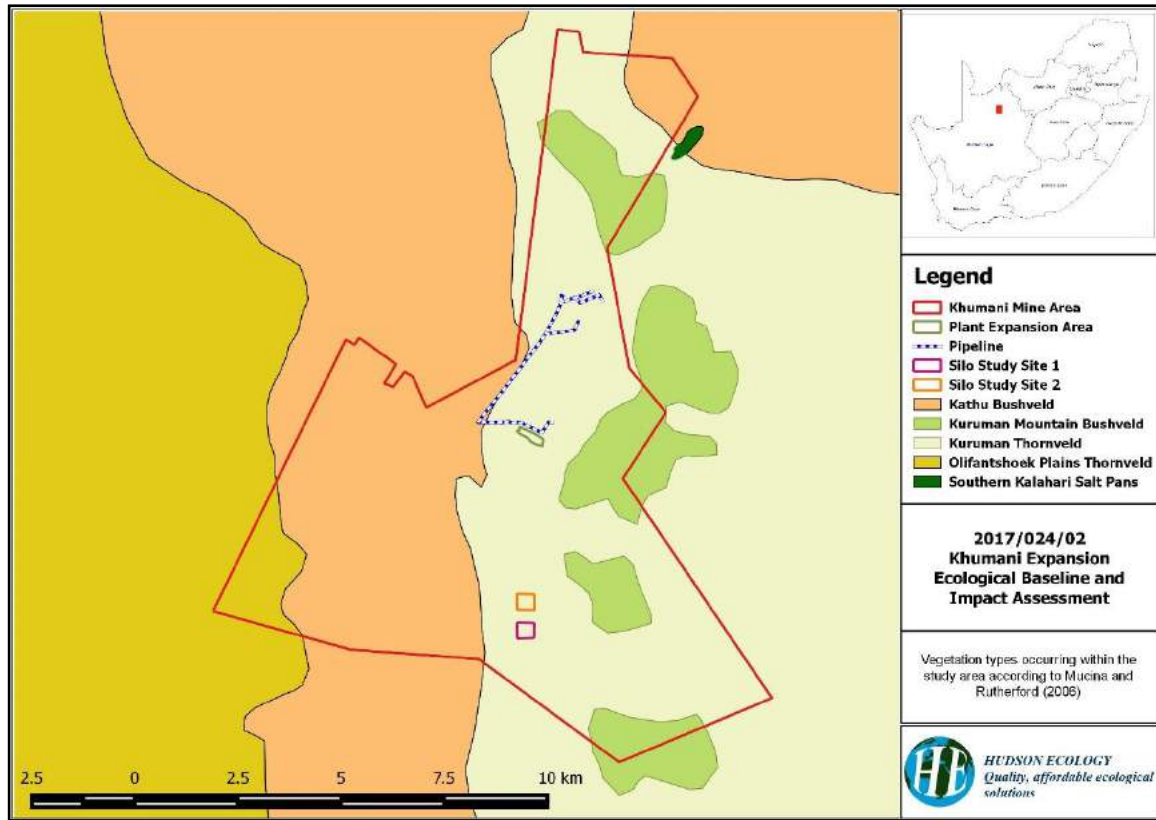 Legend
Khumani Mine Area
Plant Expansion Area
Pipeline
Silo Study Site 1
Silo Study Site 2
Kathu Bushveld
Kuruman Mountain Bushveld
Kuruman Thornveld
Olifantshoek Plains Thornveld
Southern Kalahari Salt Pans
2017/024/02
Khumani Expansion
Ecological Baseline and
Impact Assessment
Vegetation types occurring within the
study area according to Mucina and
Rutherford (2006)
HE
HUDSON ECOLOGY
Quality, affordable ecological
solutions
2.5 0 2.5 5 7.5 10 km